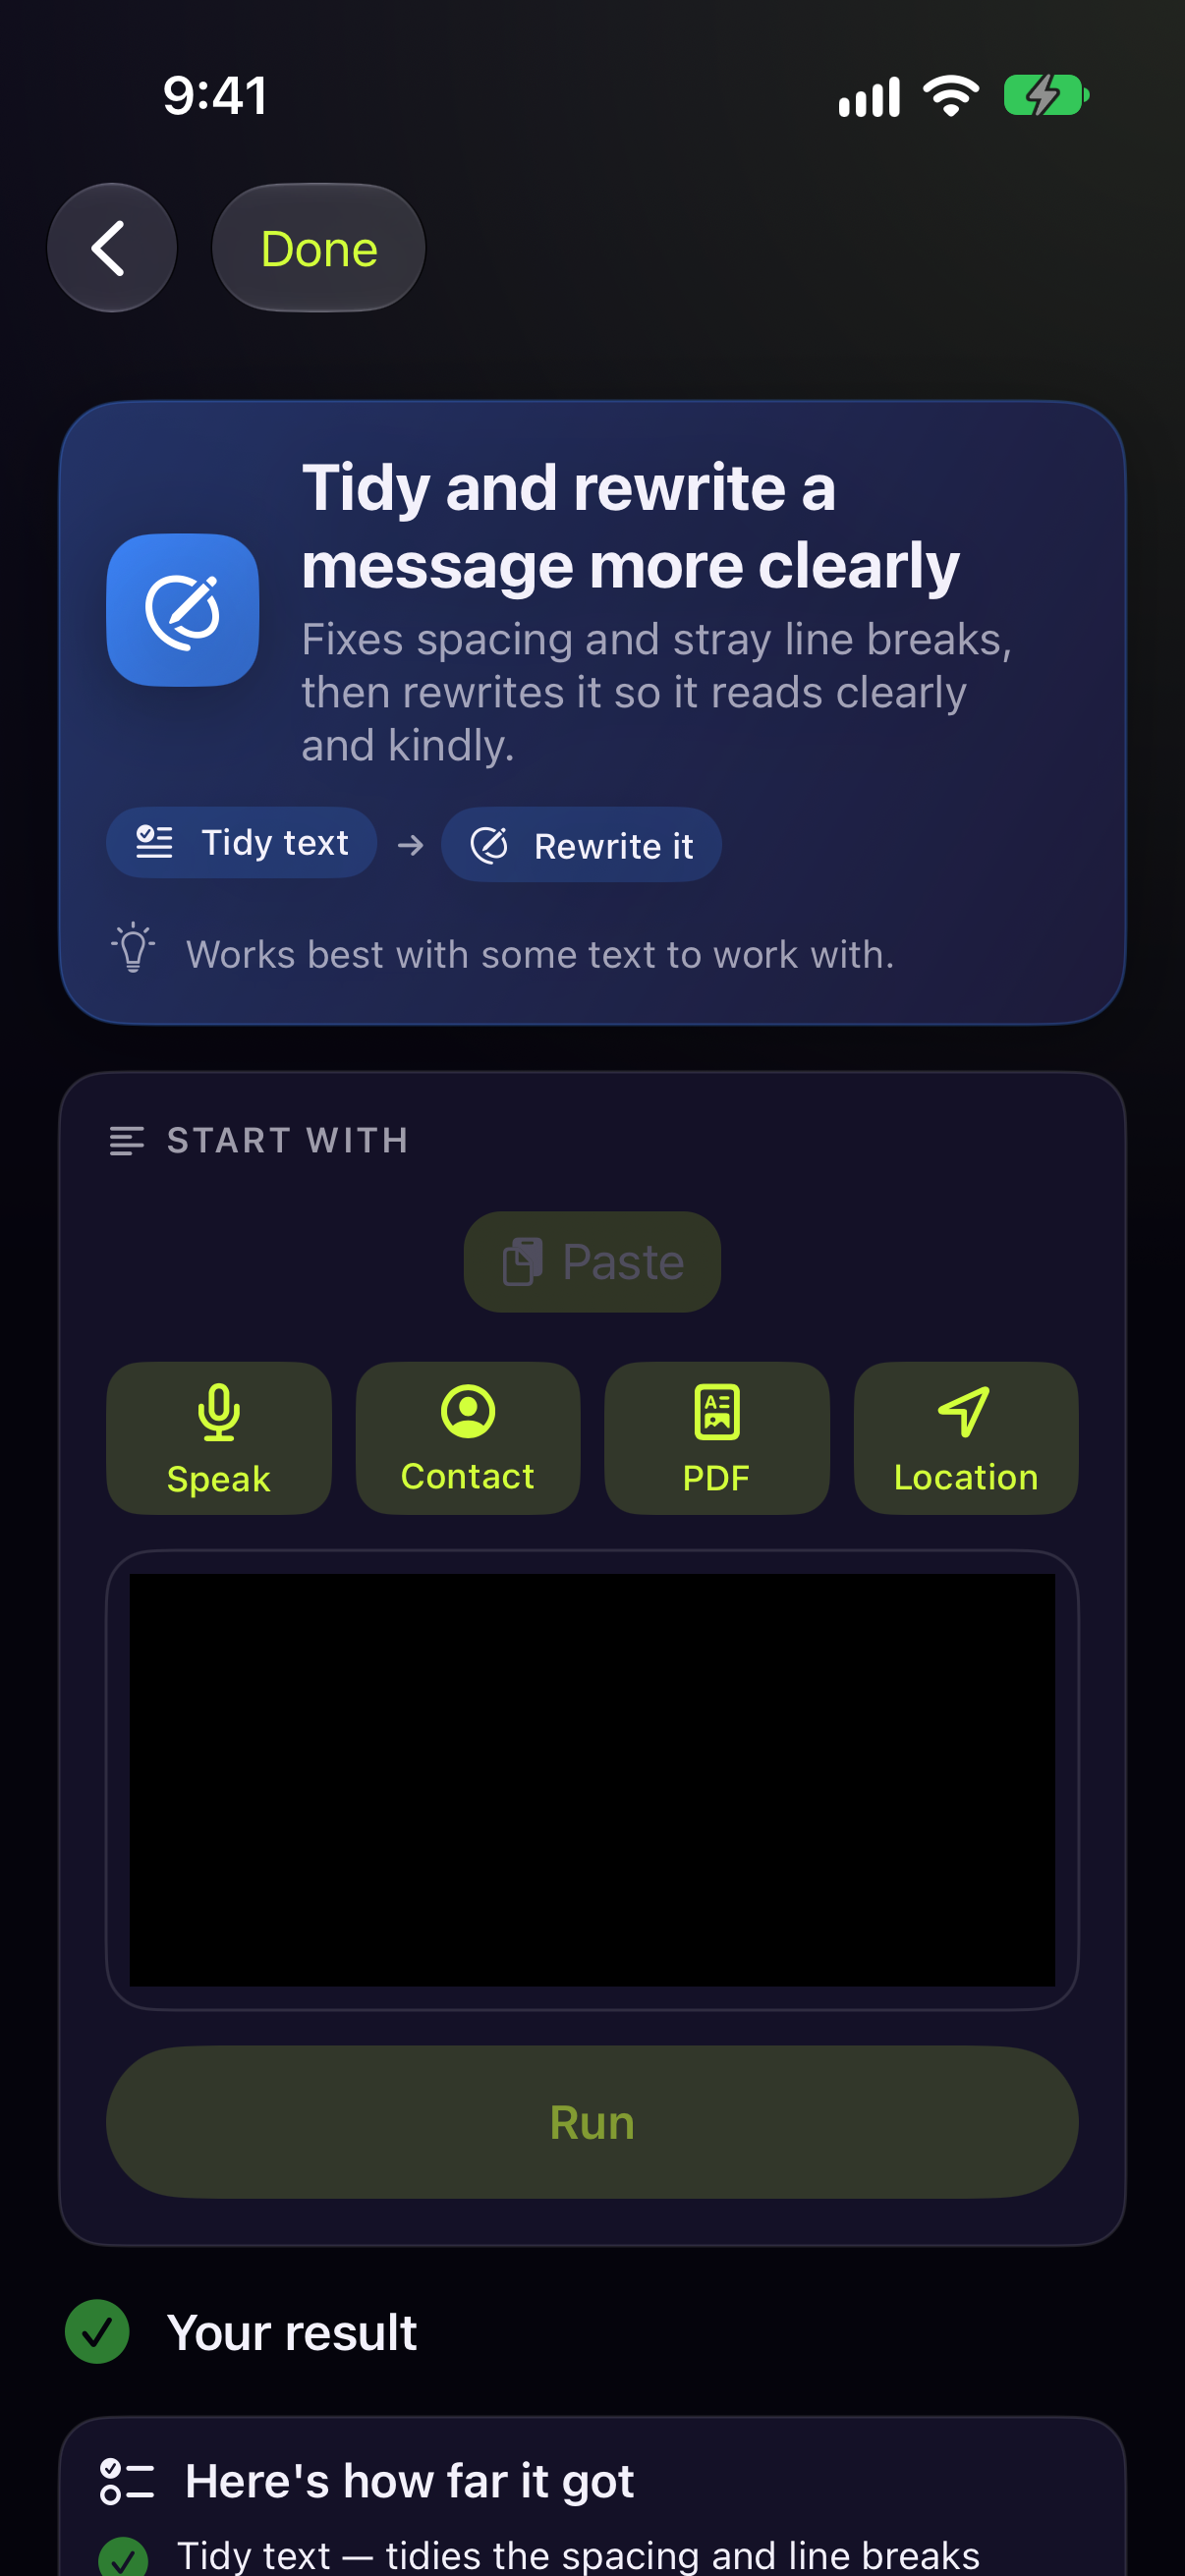 9:41
Done
Tidy and rewrite a
message more clearly
Fixes spacing and stray line breaks,
then rewrites it so it reads clearly
and kindly.
Tidy text → Rewrite it
Works best with some text to work with.
START WITH
Paste
Speak Contact PDF Location
Run
Your result
Here's how far it got
Tidy text — tidies the spacing and line breaks